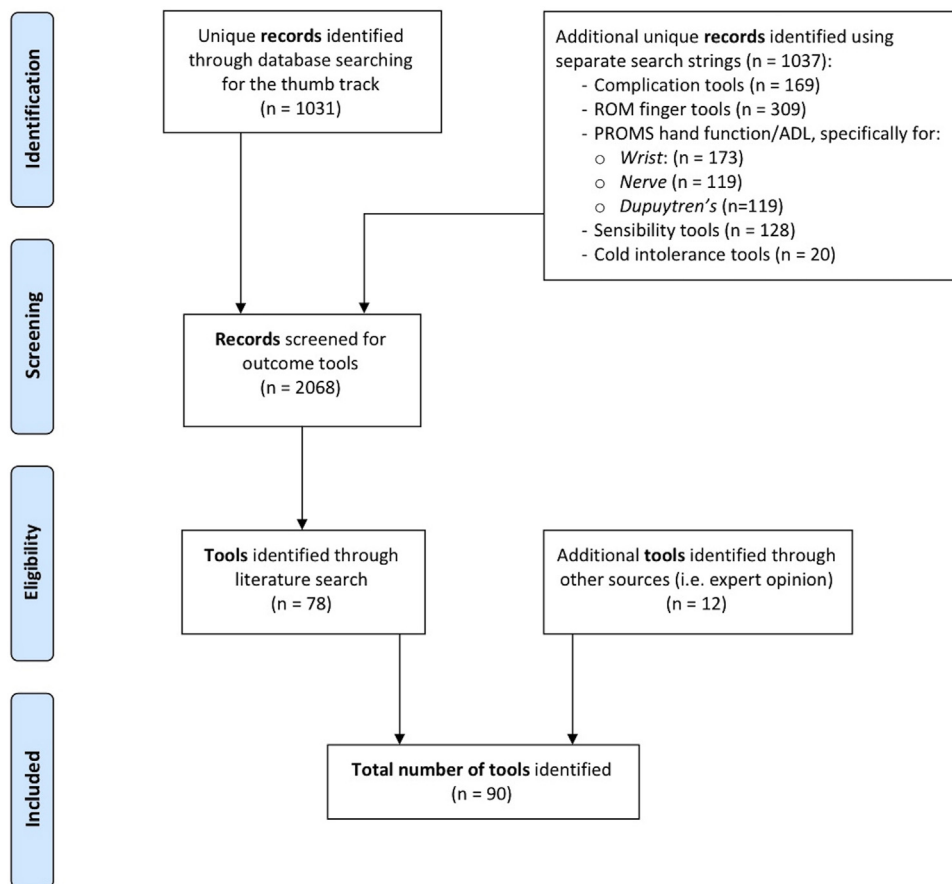 Identification
Unique records identified
through database searching
for the thumb track
(n = 1031)
Additional unique records identified using
separate search strings (n = 1037):
- Complication tools (n = 169)
- ROM finger tools (n = 309)
- PROMS hand function/ADL, specifically for:
o Wrist: (n = 173)
o Nerve (n = 119)
o Dupuytren’s (n=119)
- Sensibility tools (n = 128)
- Cold intolerance tools (n = 20)
Screening
Records screened for
outcome tools
(n = 2068)
Eligibility
Tools identified through
literature search
(n = 78)
Additional tools identified through
other sources (i.e. expert opinion)
(n = 12)
Included
Total number of tools identified
(n = 90)